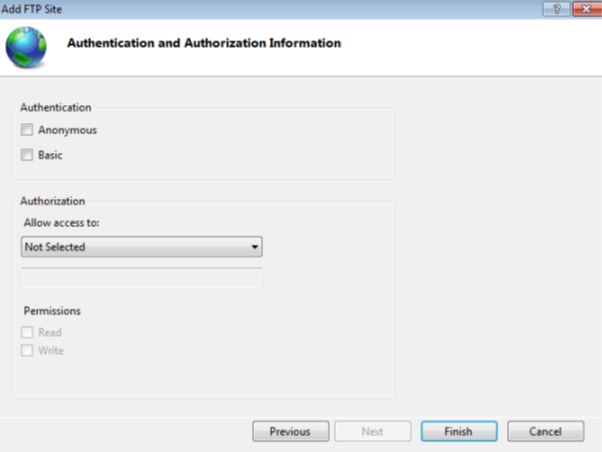 Add FTP Site
Authentication and Authorization Information
Authentication
Anonymous
Basic
Authorization
Allow access to:
Not Selected
Permissions
Read
Write
Previous Next Finish Cancel